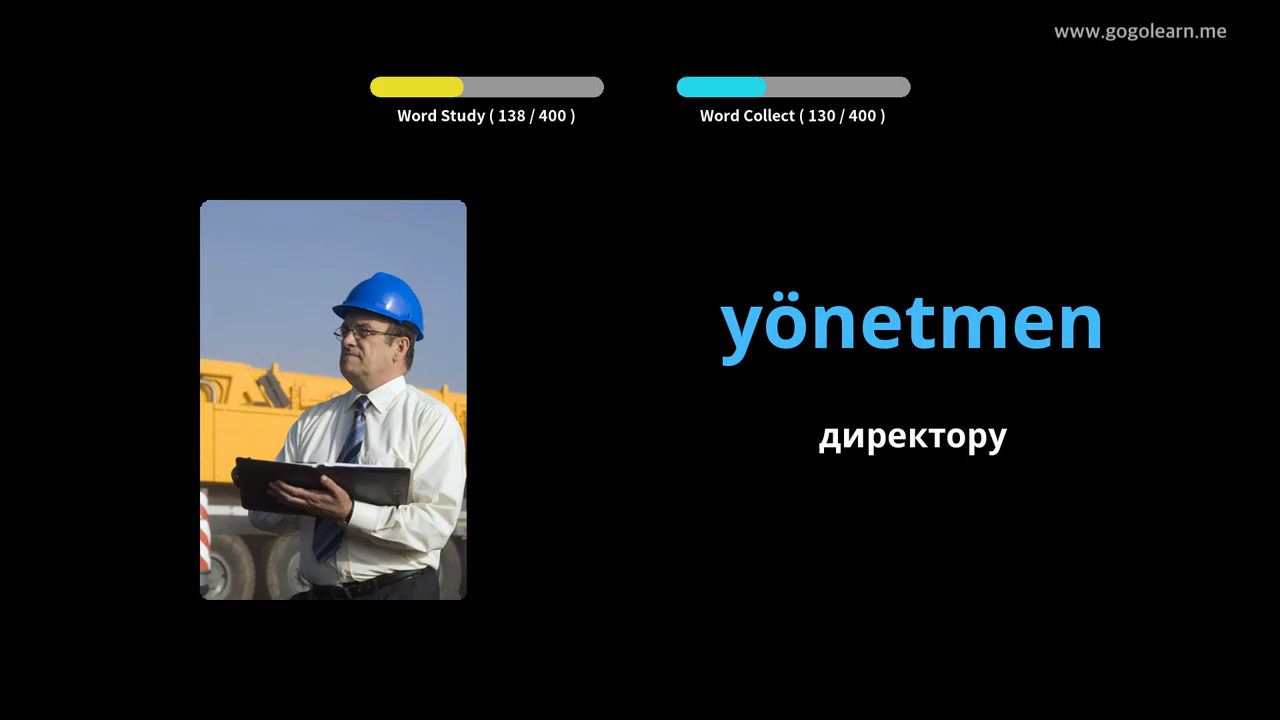 www.gogolearn.me
Word Study ( 138 / 400 )
Word Collect ( 130 / 400 )
yönetmen
директору